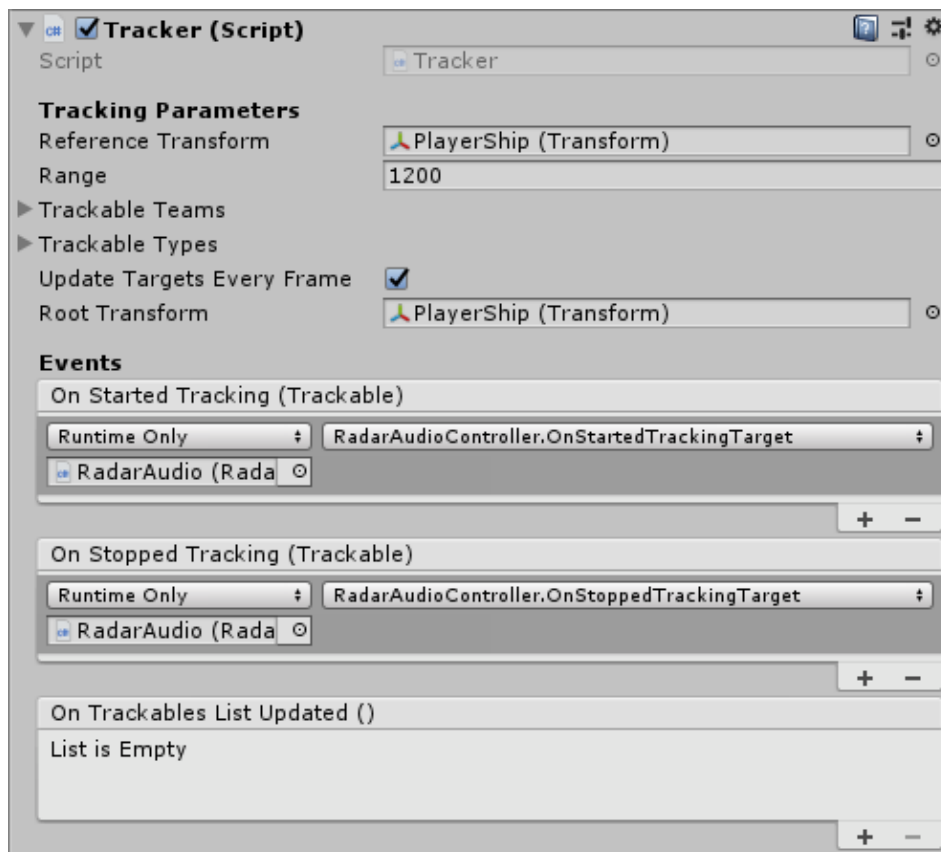 Tracker (Script)
Script Tracker
Tracking Parameters
Reference Transform PlayerShip (Transform)
Range 1200
Trackable Teams
Trackable Types
Update Targets Every Frame
Root Transform PlayerShip (Transform)
Events
On Started Tracking (Trackable)
Runtime Only RadarAudioController.OnStartedTrackingTarget
RadarAudio (Rada
On Stopped Tracking (Trackable)
Runtime Only RadarAudioController.OnStoppedTrackingTarget
RadarAudio (Rada
On Trackables List Updated ()
List is Empty